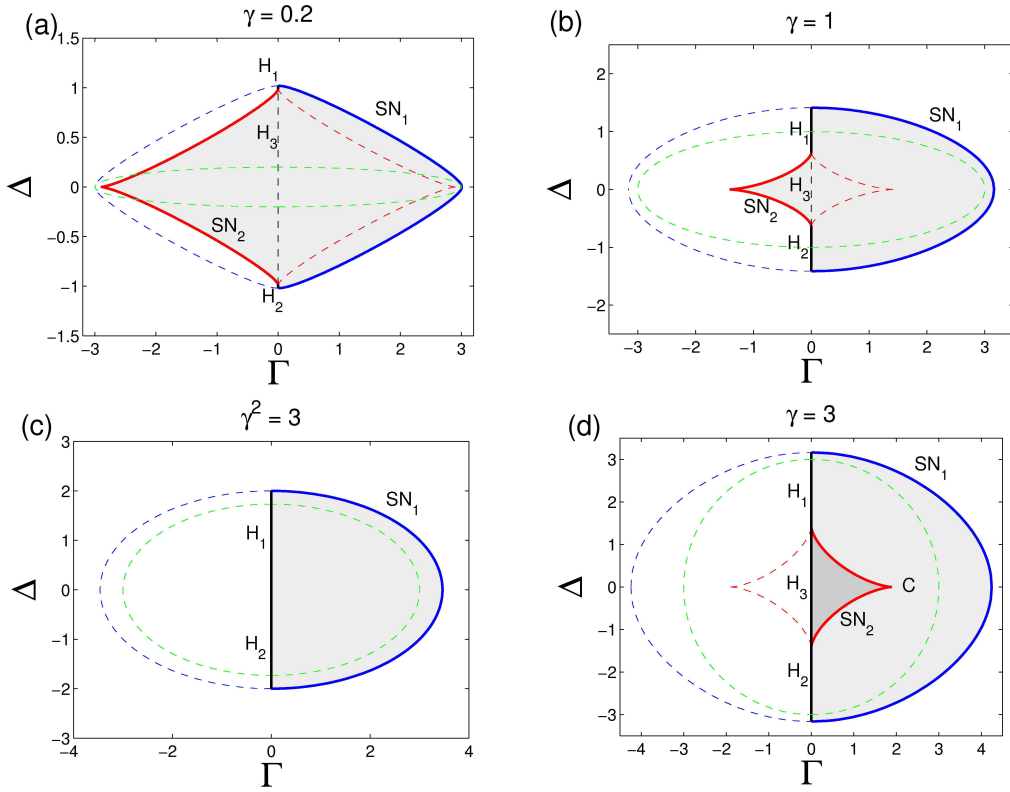 (a)
γ = 0.2
1.5
1
0.5
0
−0.5
−1
−1.5
Δ
H1
SN1
H3
SN2
H2
−3 −2 −1 0 1 2 3
Γ
(b)
γ = 1
2
1
0
−1
−2
Δ
H1
SN1
H3
SN2
H2
−3 −2 −1 0 1 2 3
Γ
(c)
γ² = 3
3
2
1
0
−1
−2
−3
Δ
SN1
H1
H2
−4 −2 0 2 4
Γ
(d)
γ = 3
3
2
1
0
−1
−2
−3
Δ
SN1
H1
H3
C
SN2
H2
−4 −3 −2 −1 0 1 2 3 4
Γ